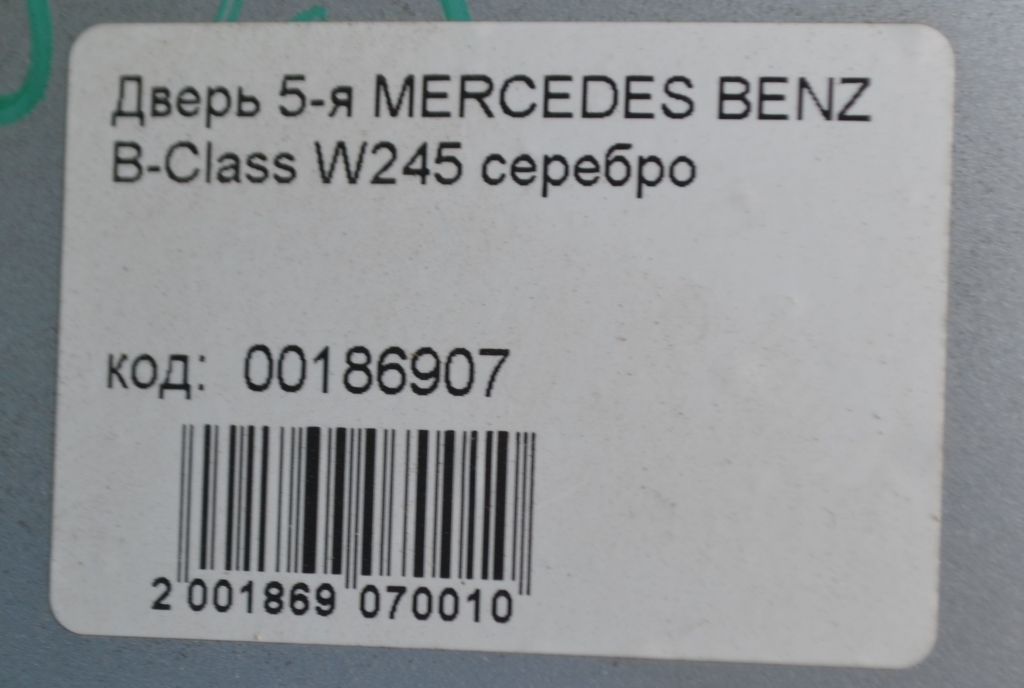 Дверь 5-я MERCEDES BENZ
B-Class W245 серебро
код: 00186907
2 001869 070010